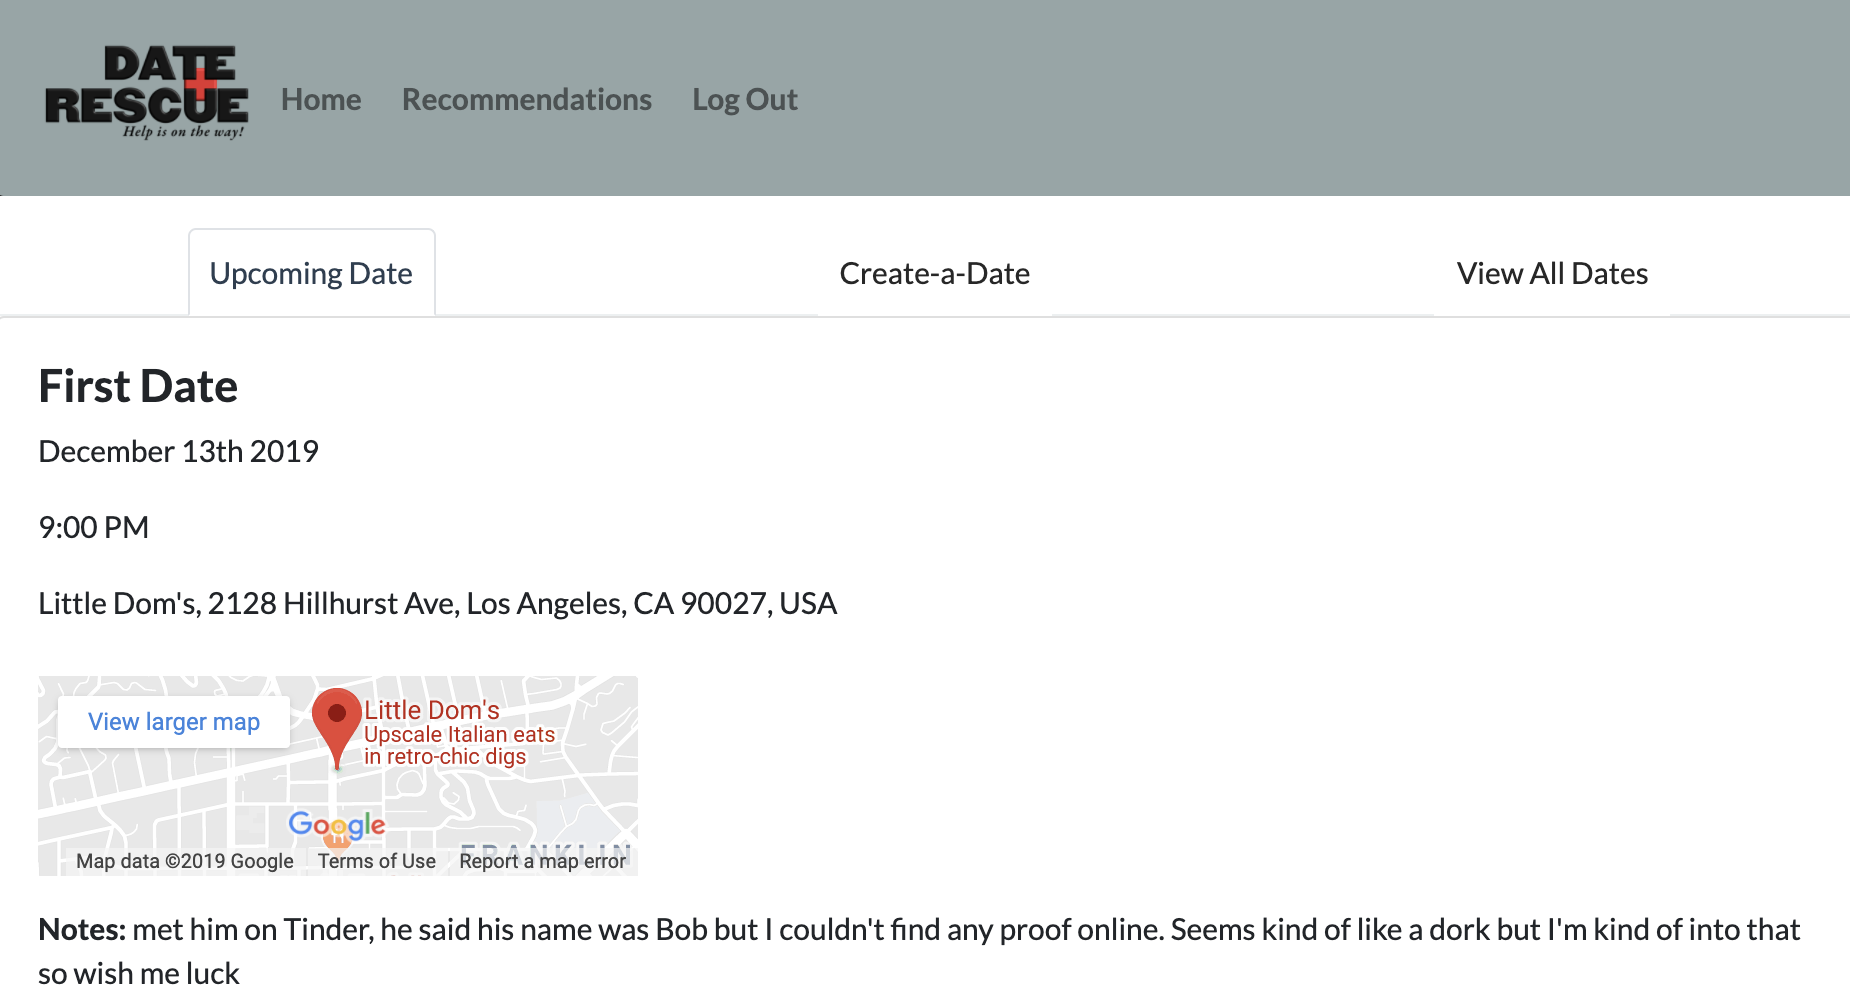 DATE
RESCUE
Help is on the way!
Home Recommendations Log Out
Upcoming Date Create-a-Date View All Dates
First Date
December 13th 2019
9:00 PM
Little Dom's, 2128 Hillhurst Ave, Los Angeles, CA 90027, USA
View larger map
Little Dom's
Upscale Italian eats
in retro-chic digs
Google
FRANKLIN
Map data ©2019 Google Terms of Use Report a map error
Notes: met him on Tinder, he said his name was Bob but I couldn't find any proof online. Seems kind of like a dork but I'm kind of into that
so wish me luck